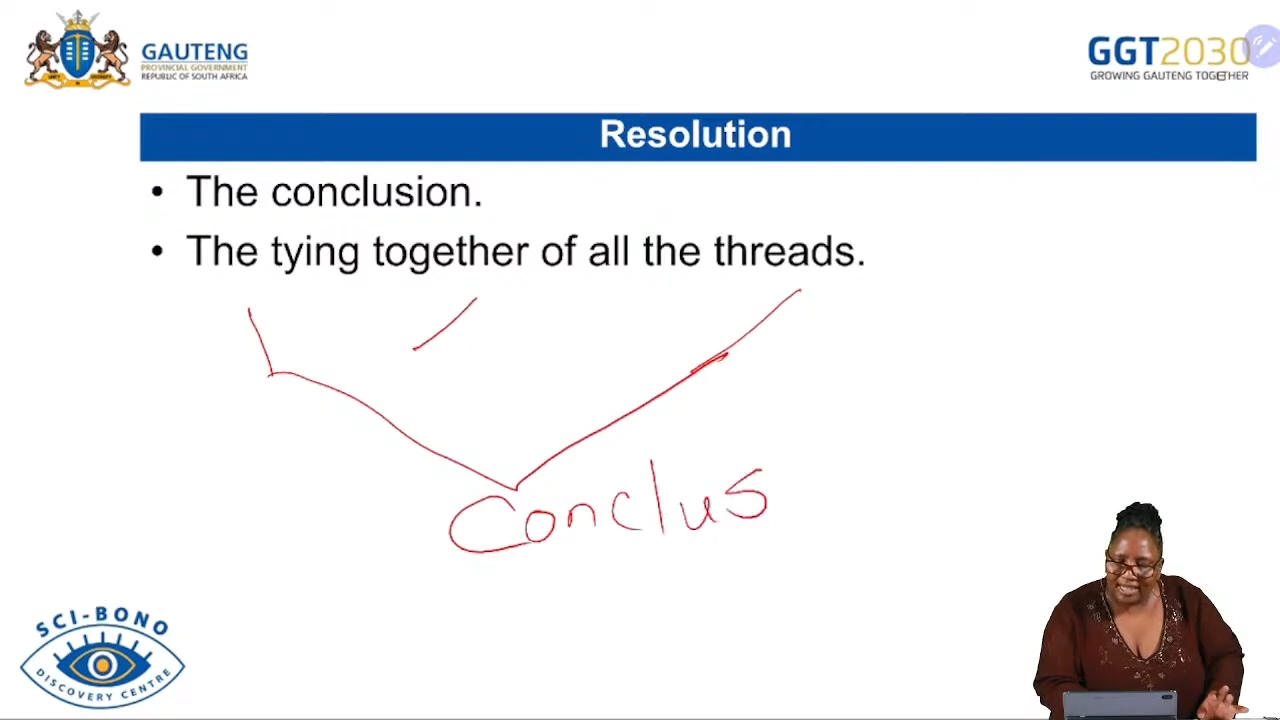 GAUTENG
PROVINCIAL GOVERNMENT
REPUBLIC OF SOUTH AFRICA
GGT2030
GROWING GAUTENG TOGETHER
Resolution
• The conclusion.
• The tying together of all the threads.
Conclus
SCI-BONO
DISCOVERY CENTRE